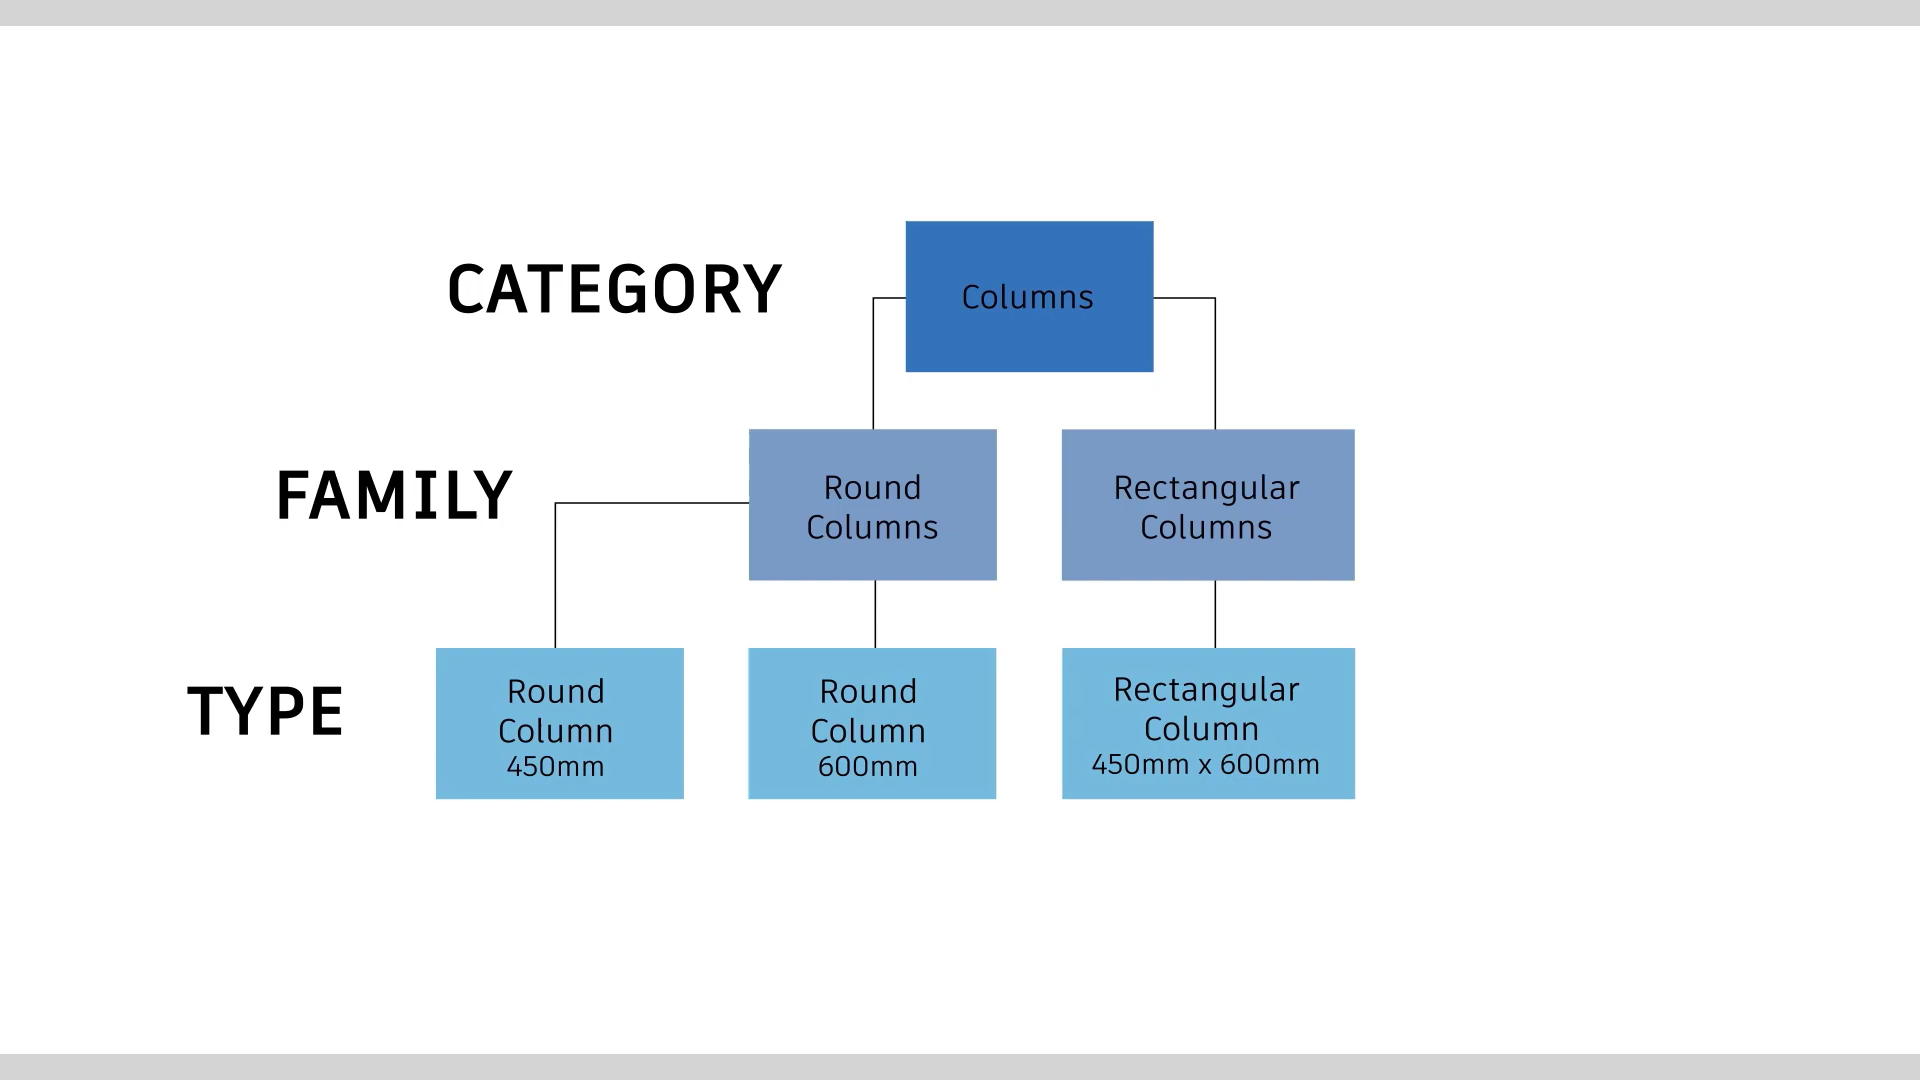 CATEGORY
Columns
FAMILY
Round
Columns
Rectangular
Columns
TYPE
Round
Column
450mm
Round
Column
600mm
Rectangular
Column
450mm x 600mm